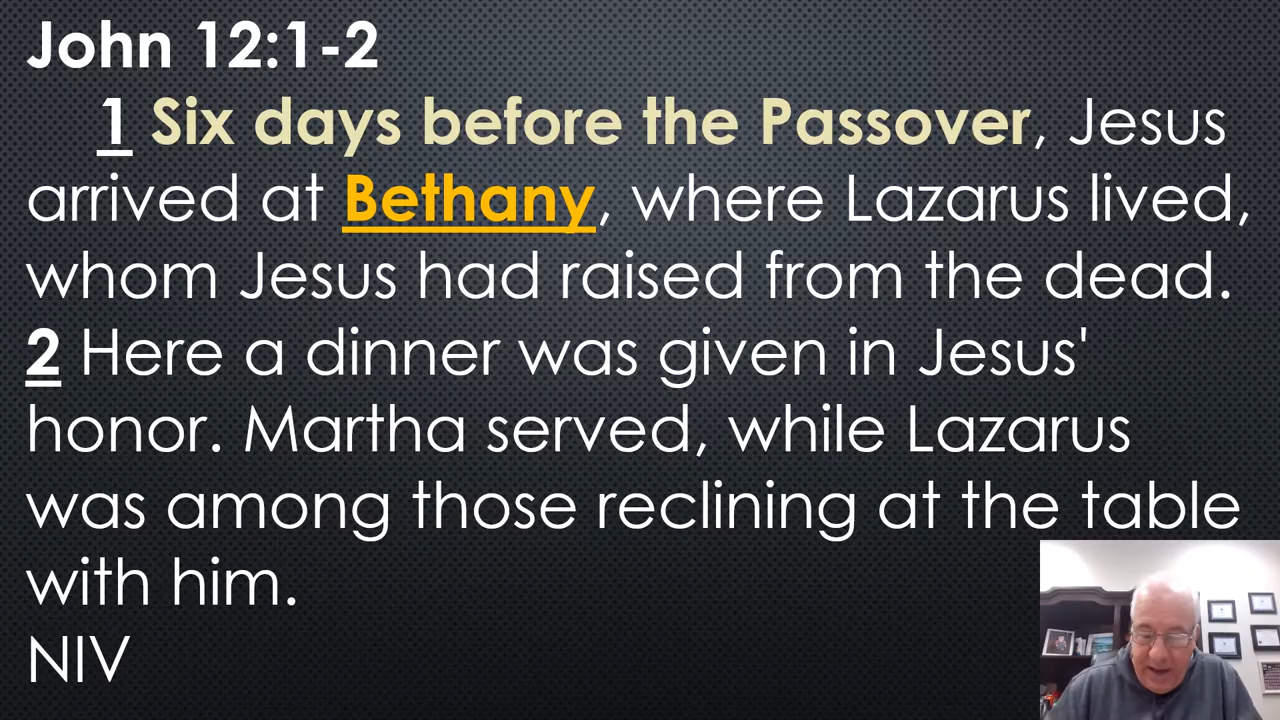 John 12:1-2
1 Six days before the Passover, Jesus
arrived at Bethany, where Lazarus lived,
whom Jesus had raised from the dead.
2 Here a dinner was given in Jesus'
honor. Martha served, while Lazarus
was among those reclining at the table
with him.
NIV